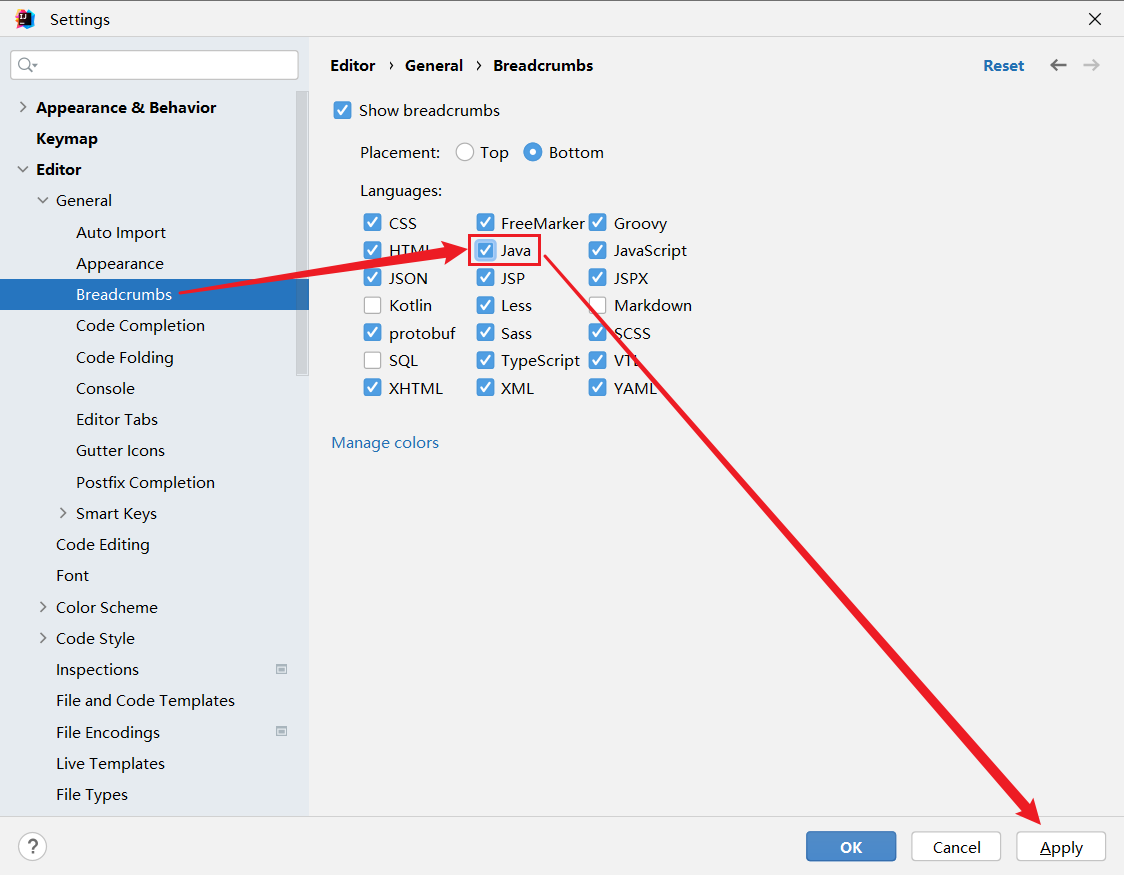 Settings
Editor › General › Breadcrumbs
Reset
Appearance & Behavior
Keymap
Editor
General
Auto Import
Appearance
Breadcrumbs
Code Completion
Code Folding
Console
Editor Tabs
Gutter Icons
Postfix Completion
Smart Keys
Code Editing
Font
Color Scheme
Code Style
Inspections
File and Code Templates
File Encodings
Live Templates
File Types
Show breadcrumbs
Placement: Top Bottom
Languages:
CSS FreeMarker Groovy
HTML Java JavaScript
JSON JSP JSPX
Kotlin Less Markdown
protobuf Sass SCSS
SQL TypeScript VTL
XHTML XML YAML
Manage colors
?
OK Cancel Apply